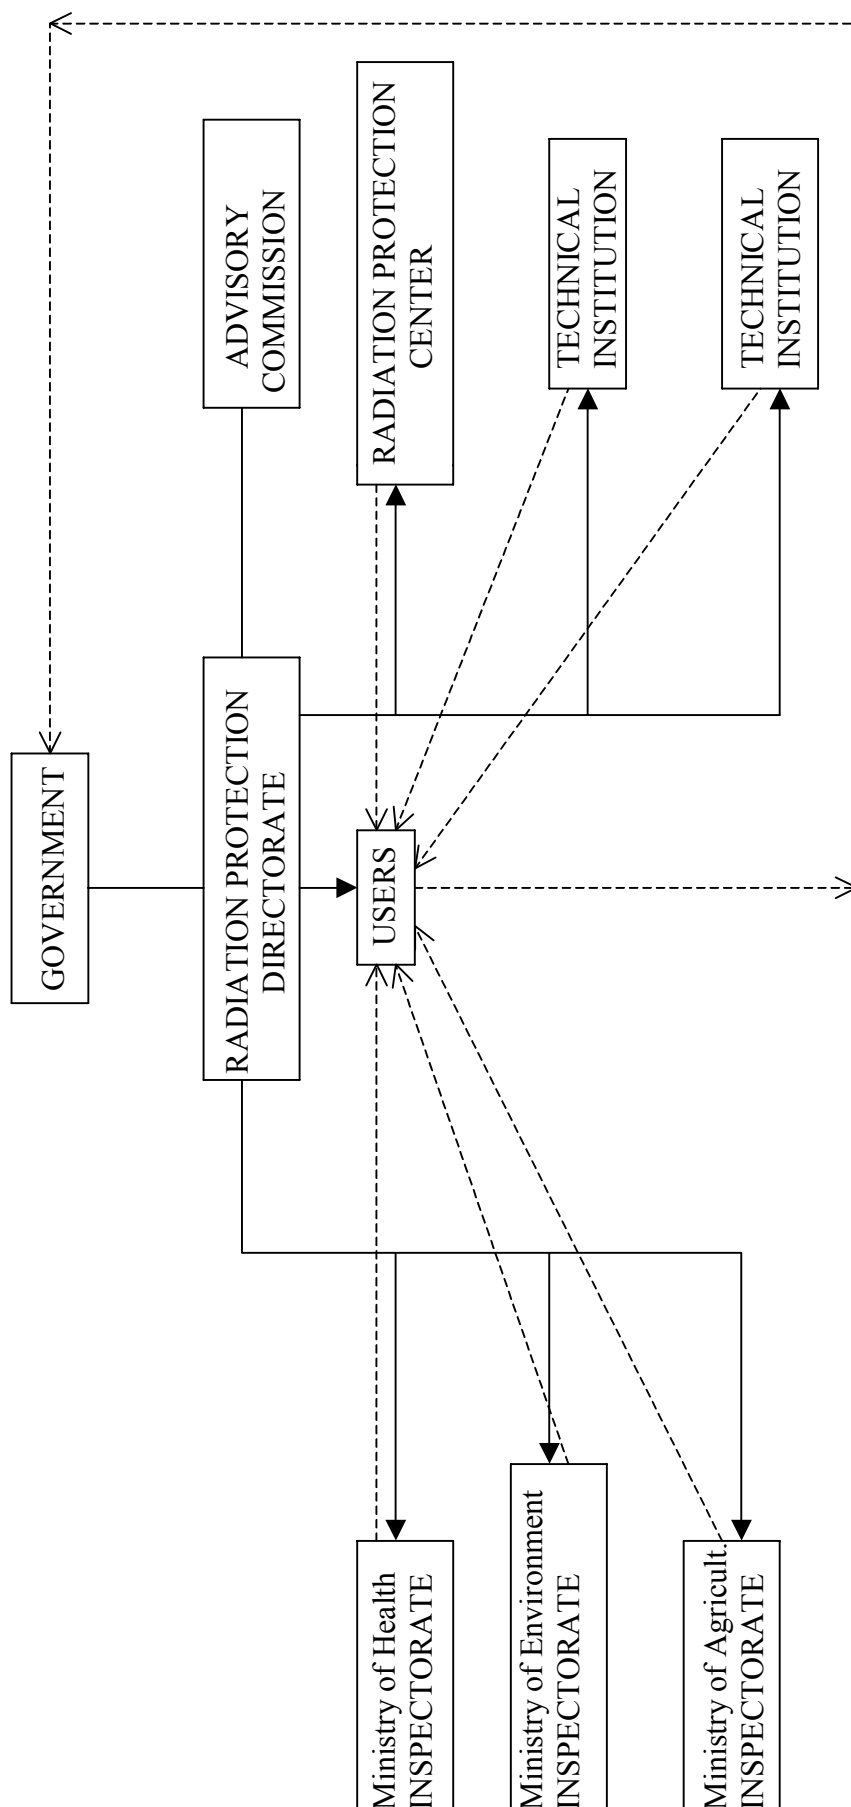 GOVERNMENT
RADIATION PROTECTION
DIRECTORATE
ADVISORY
COMMISSION
Ministry of Health
INSPECTORATE
USERS
RADIATION PROTECTION
CENTER
Ministry of Environment
INSPECTORATE
TECHNICAL
INSTITUTION
Ministry of Agricult.
INSPECTORATE
TECHNICAL
INSTITUTION